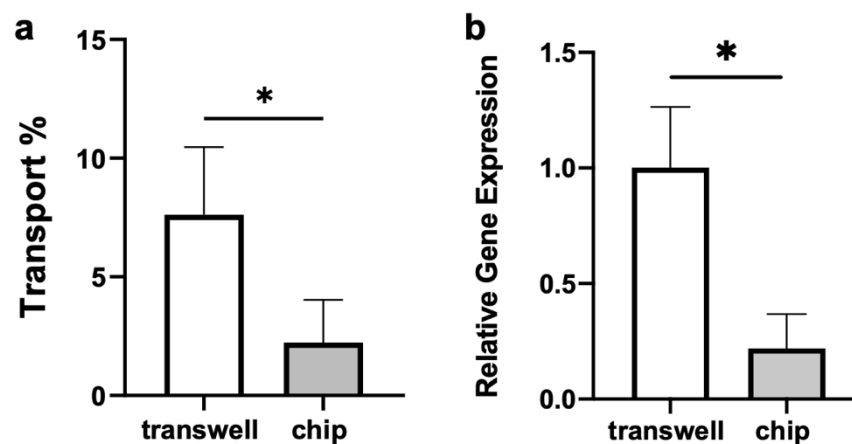 a
Transport %
15
10
5
0
*
transwell
chip
b
Relative Gene Expression
1.5
1.0
0.5
0.0
*
transwell
chip